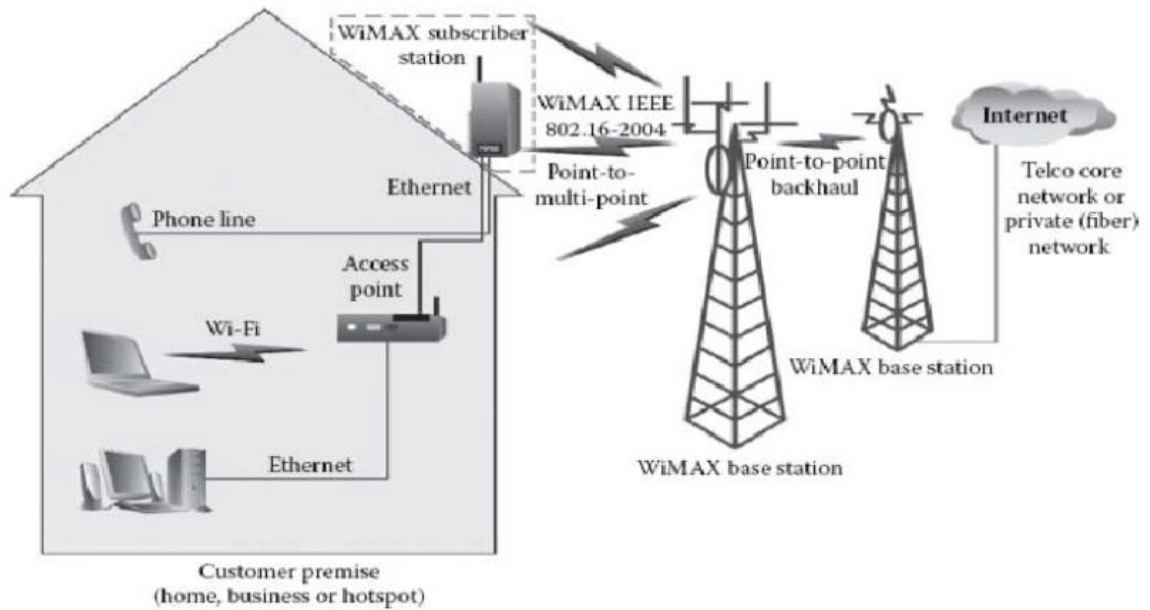 WiMAX subscriber
station
WiMAX IEEE
802.16-2004
Point-to-
multi-point
Ethernet
Phone line
Access
point
Wi-Fi
Ethernet
Customer premise
(home, business or hotspot)
Point-to-point
backhaul
WiMAX base station
WiMAX base station
Internet
Telco core
network or
private (fiber)
network